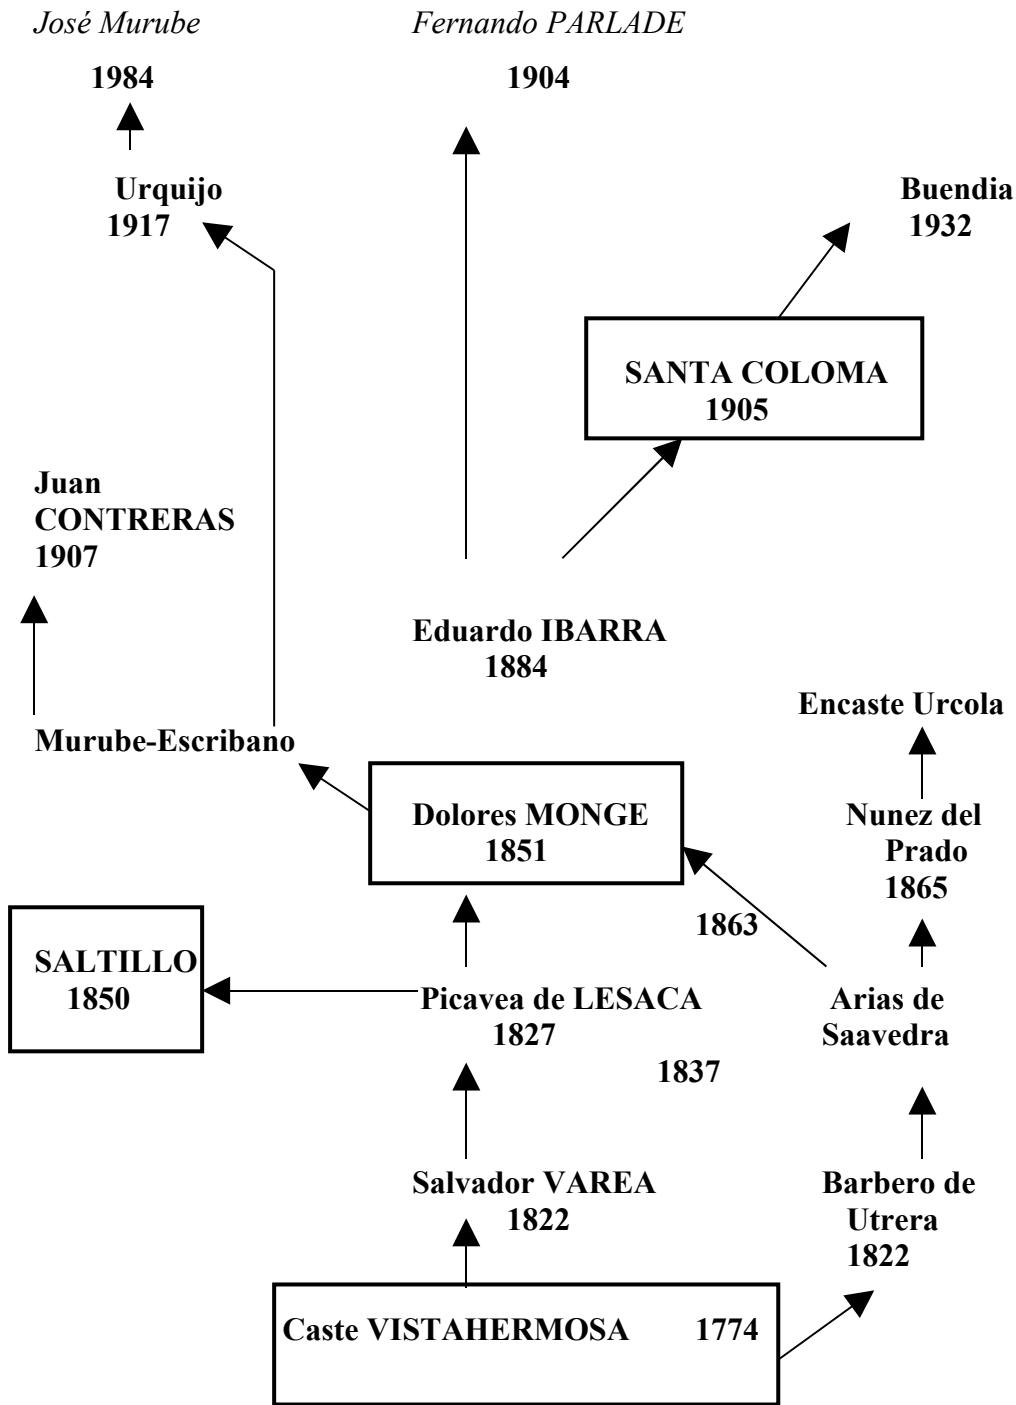 José Murube
Fernando PARLADE
1984
1904
Urquijo
1917
Buendia
1932
SANTA COLOMA
1905
Juan
CONTRERAS
1907
Eduardo IBARRA
1884
Encaste Urcola
Murube-Escribano
Dolores MONGE
1851
Nunez del
Prado
1865
1863
SALTILLO
1850
Picavea de LESACA
1827
Arias de
Saavedra
1837
Salvador VAREA
1822
Barbero de
Utrera
1822
Caste VISTAHERMOSA 1774